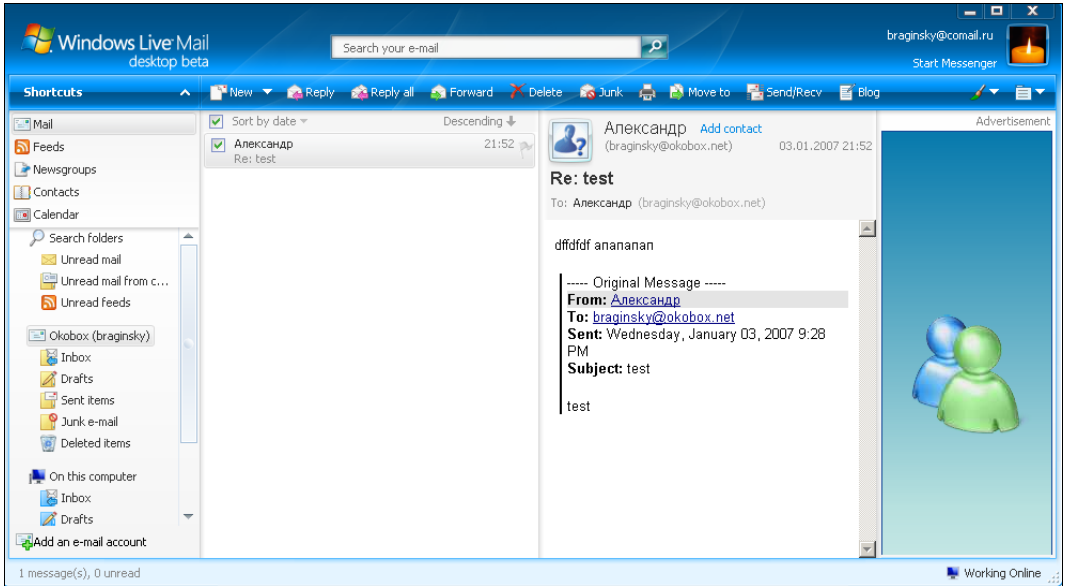 Windows Live Mail
desktop beta
Search your e-mail
braginsky@comail.ru
Start Messenger
Shortcuts
New Reply Reply all Forward Delete Junk Move to Send/Recv Blog
Mail
Feeds
Newsgroups
Contacts
Calendar
Search folders
Unread mail
Unread mail from c...
Unread feeds
Okobox (braginsky)
Inbox
Drafts
Sent items
Junk e-mail
Deleted items
On this computer
Inbox
Drafts
Add an e-mail account
Sort by date Descending
Александр 21:52
Re: test
Александр Add contact
(braginsky@okobox.net) 03.01.2007 21:52
Re: test
To: Александр (braginsky@okobox.net)
dffdfdf апапапап
----- Original Message -----
From: Александр
To: braginsky@okobox.net
Sent: Wednesday, January 03, 2007 9:28
PM
Subject: test
test
Advertisement
1 message(s), 0 unread
Working Online